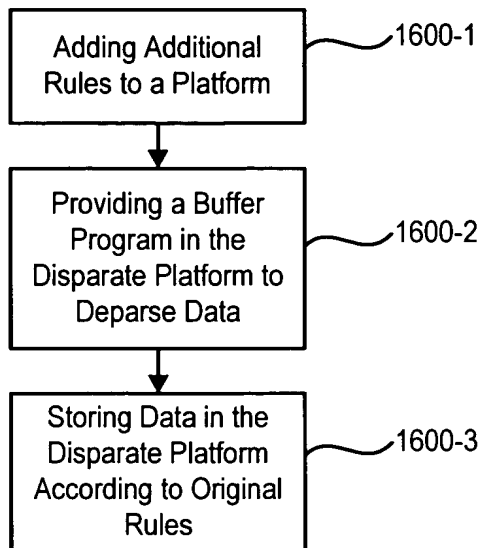 Adding Additional
Rules to a Platform
1600-1
Providing a Buffer
Program in the
Disparate Platform to
Deparse Data
1600-2
Storing Data in the
Disparate Platform
According to Original
Rules
1600-3